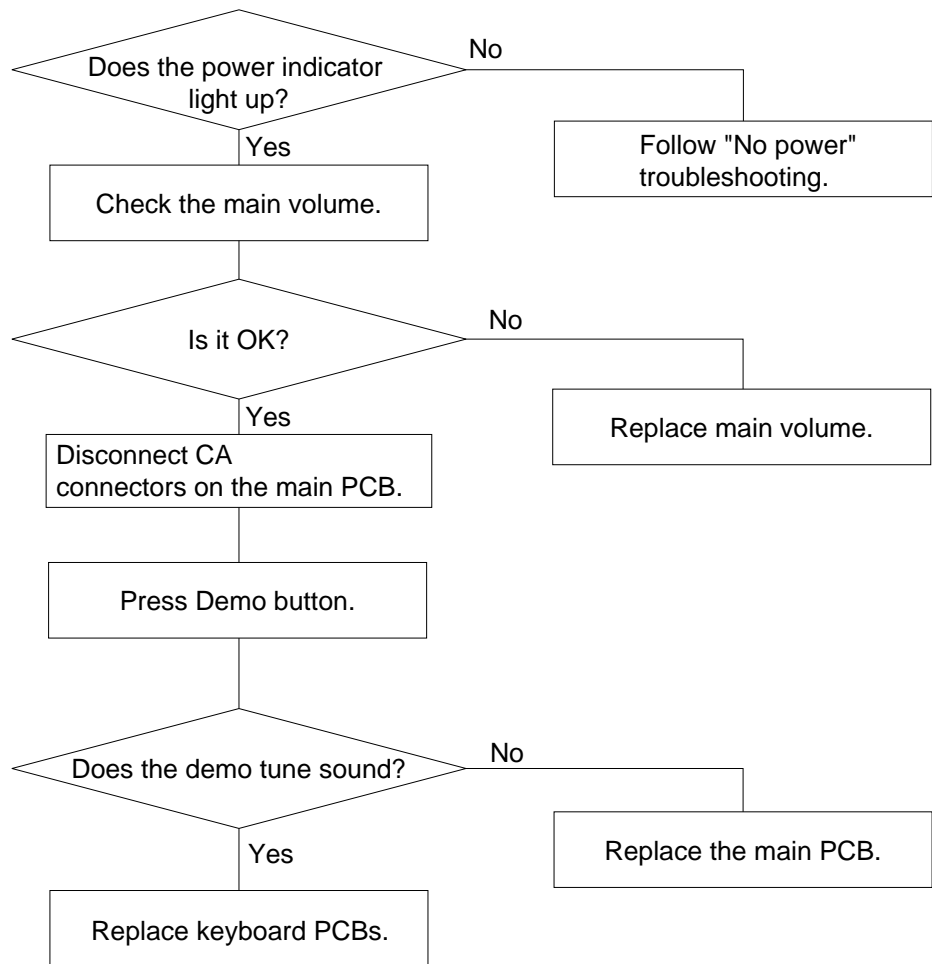 Does the power indicator
light up?
No
Yes
Follow "No power"
troubleshooting.
Check the main volume.
Is it OK?
No
Yes
Replace main volume.
Disconnect CA
connectors on the main PCB.
Press Demo button.
Does the demo tune sound?
No
Yes
Replace the main PCB.
Replace keyboard PCBs.